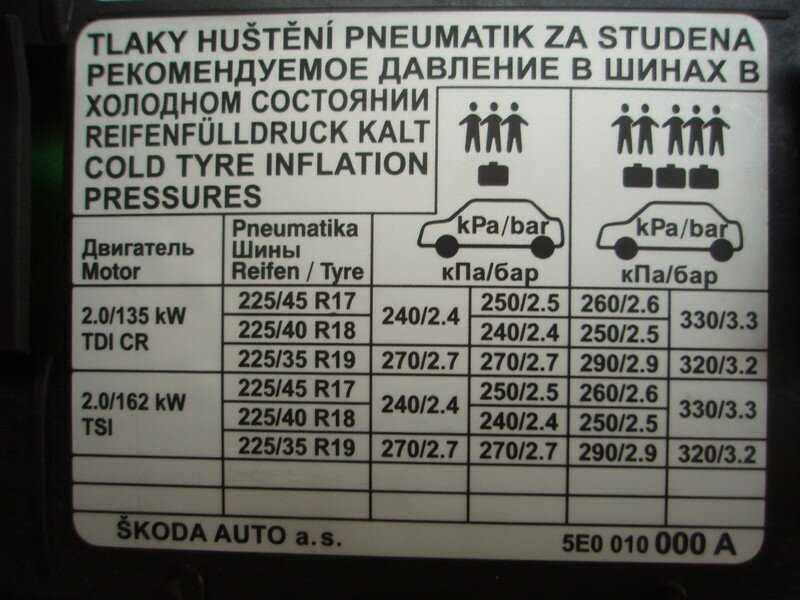 TLAKY HUŠTĚNÍ PNEUMATIK ZA STUDENA
РЕКОМЕНДУЕМОЕ ДАВЛЕНИЕ В ШИНАХ В
ХОЛОДНОМ СОСТОЯНИИ
REIFENFÜLLDRUCK KALT
COLD TYRE INFLATION
PRESSURES
kPa/bar kPa/bar
кПа/бар кПа/бар
Двигатель
Motor
Pneumatika
Шины
Reifen / Tyre
2.0/135 kW
TDI CR
225/45 R17 240/2.4 250/2.5 260/2.6 330/3.3
225/40 R18 240/2.4 250/2.5
225/35 R19 270/2.7 270/2.7 290/2.9 320/3.2
2.0/162 kW
TSI
225/45 R17 240/2.4 250/2.5 260/2.6 330/3.3
225/40 R18 240/2.4 250/2.5
225/35 R19 270/2.7 270/2.7 290/2.9 320/3.2
ŠKODA AUTO a.s. 5E0 010 000 A